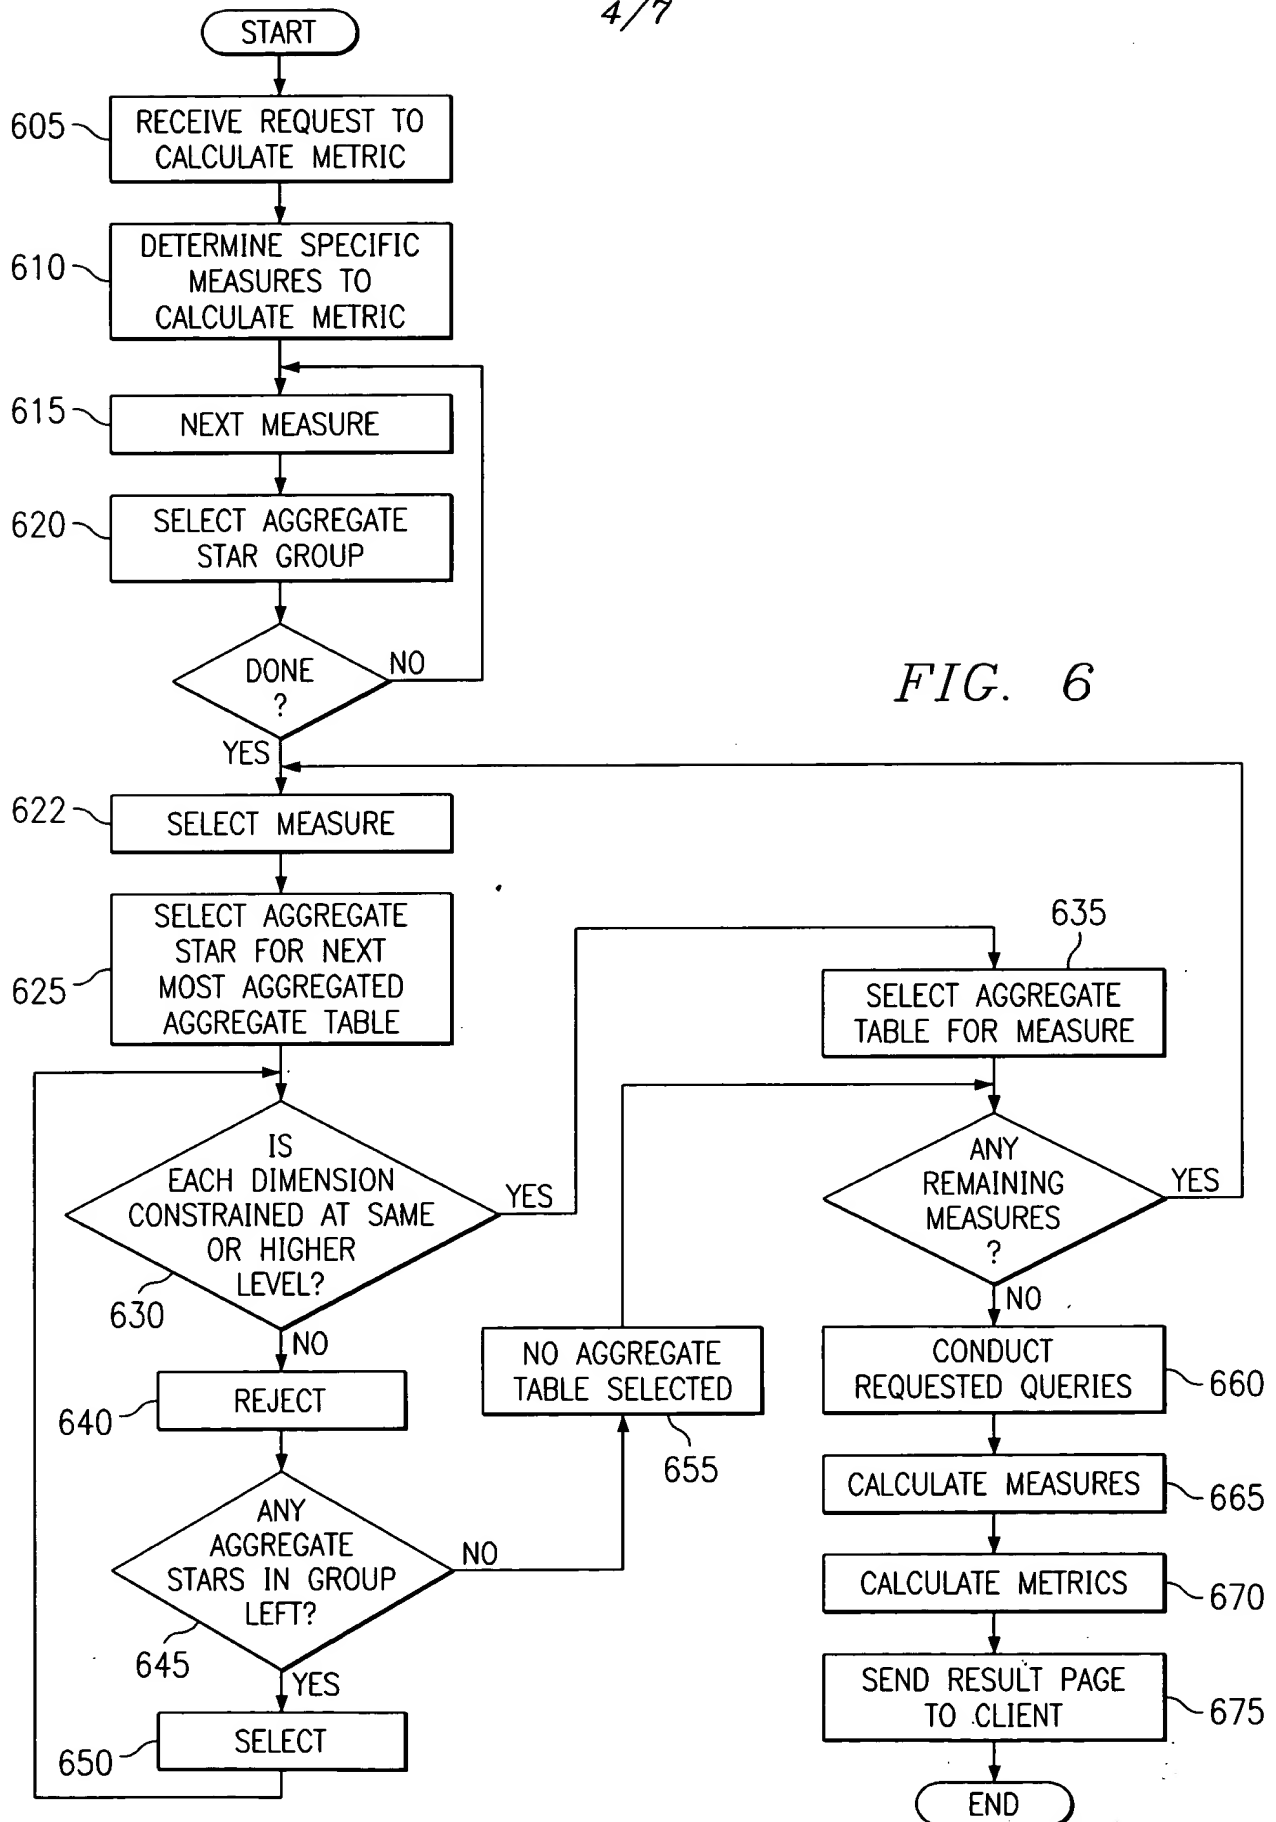 4/7
START
605
RECEIVE REQUEST TO
CALCULATE METRIC
610
DETERMINE SPECIFIC
MEASURES TO
CALCULATE METRIC
615
NEXT MEASURE
620
SELECT AGGREGATE
STAR GROUP
DONE
?
NO
YES
FIG. 6
622
SELECT MEASURE
625
SELECT AGGREGATE
STAR FOR NEXT
MOST AGGREGATED
AGGREGATE TABLE
IS
EACH DIMENSION
CONSTRAINED AT SAME
OR HIGHER
LEVEL?
630
YES
NO
635
SELECT AGGREGATE
TABLE FOR MEASURE
640
REJECT
ANY
AGGREGATE
STARS IN GROUP
LEFT?
645
NO
YES
650
SELECT
NO AGGREGATE
TABLE SELECTED
655
ANY
REMAINING
MEASURES
?
YES
NO
CONDUCT
REQUESTED QUERIES
660
CALCULATE MEASURES
665
CALCULATE METRICS
670
SEND RESULT PAGE
TO CLIENT
675
END